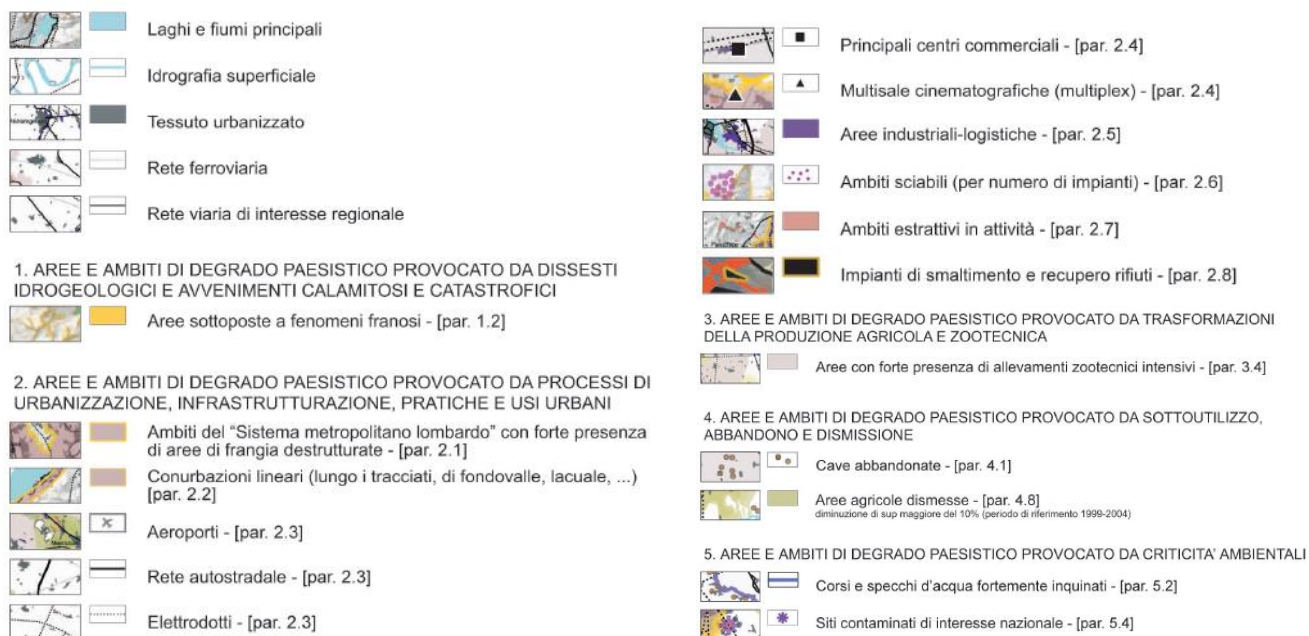 Laghi e fiumi principali
Idrografia superficiale
Tessuto urbanizzato
Rete ferroviaria
Rete viaria di interesse regionale
1. AREE E AMBITI DI DEGRADO PAESISTICO PROVOCATO DA DISSESTI
IDROGEOLOGICI E AVVENIMENTI CALAMITOSI E CATASTROFICI
Aree sottoposte a fenomeni franosi - [par. 1.2]
2. AREE E AMBITI DI DEGRADO PAESISTICO PROVOCATO DA PROCESSI DI
URBANIZZAZIONE, INFRASTRUTTURAZIONE, PRATICHE E USI URBANI
Ambiti del "Sistema metropolitano lombardo" con forte presenza
di aree di frangia destrutturate - [par. 2.1]
Conurbazioni lineari (lungo i tracciati, di fondovalle, lacuale, ...)
[par. 2.2]
Aeroporti - [par. 2.3]
Rete autostradale - [par. 2.3]
Elettrodotti - [par. 2.3]
Principali centri commerciali - [par. 2.4]
Multisale cinematografiche (multiplex) - [par. 2.4]
Aree industriali-logistiche - [par. 2.5]
Ambiti sciabili (per numero di impianti) - [par. 2.6]
Ambiti estrattivi in attività - [par. 2.7]
Impianti di smaltimento e recupero rifiuti - [par. 2.8]
3. AREE E AMBITI DI DEGRADO PAESISTICO PROVOCATO DA TRASFORMAZIONI
DELLA PRODUZIONE AGRICOLA E ZOOTECNICA
Aree con forte presenza di allevamenti zootecnici intensivi - [par. 3.4]
4. AREE E AMBITI DI DEGRADO PAESISTICO PROVOCATO DA SOTTOUTILIZZO,
ABBANDONO E DISMISSIONE
Cave abbandonate - [par. 4.1]
Aree agricole dismesse - [par. 4.8]
diminuzione di sup maggiore del 10% (periodo di riferimento 1999-2004)
5. AREE E AMBITI DI DEGRADO PAESISTICO PROVOCATO DA CRITICITA' AMBIENTALI
Corsi e specchi d'acqua fortemente inquinati - [par. 5.2]
Siti contaminati di interesse nazionale - [par. 5.4]